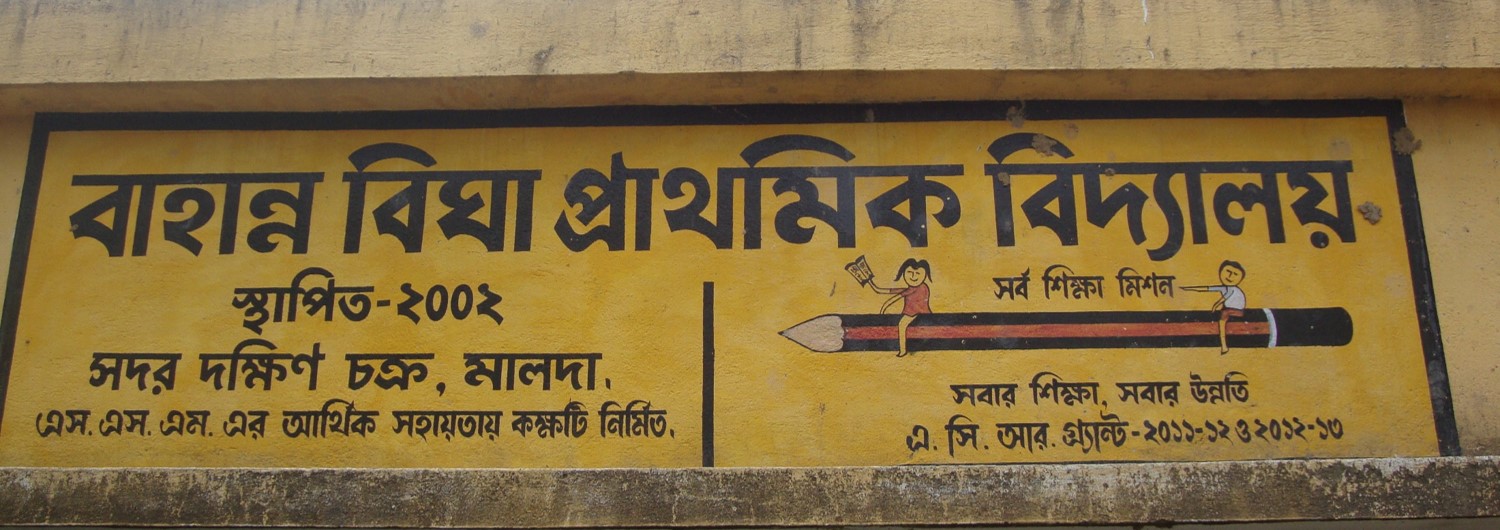 বাহান্ন বিঘা প্রাথমিক বিদ্যালয়
স্থাপিত-২০০২
সদর দক্ষিণ চক্র, মালদা.
এস. এস. এম. এর আর্থিক সহায়তায় কক্ষটি নির্মিত.
সর্ব শিক্ষা মিশন
সবার শিক্ষা, সবার উন্নতি
এ. সি. আর. গ্র্যান্ট-২০১১-১২ ও ২০১২-১৩